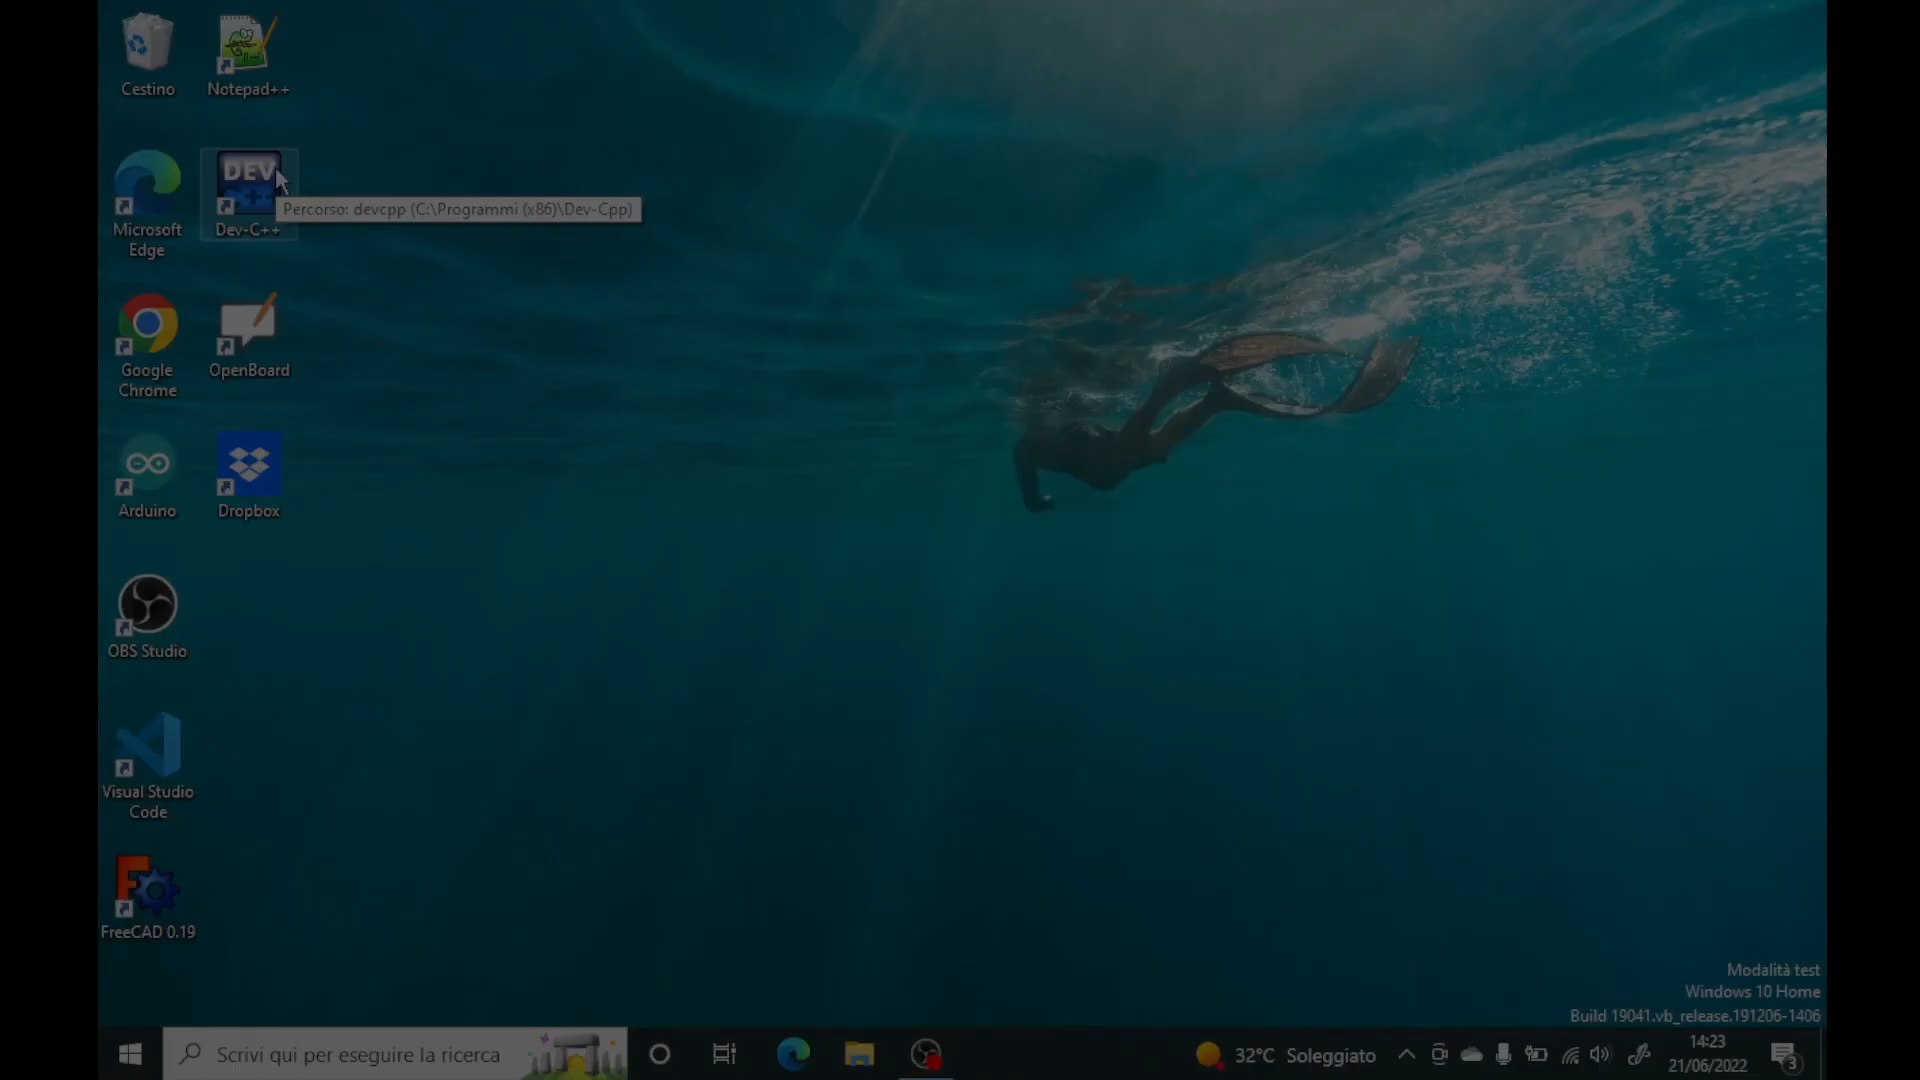 Cestino
Notepad++
DEV
C++
Percorso: devcpp (C:\Programmi (x86)\Dev-Cpp)
Microsoft
Edge
Dev-C++
Google
Chrome
OpenBoard
Arduino
Dropbox
OBS Studio
Visual Studio
Code
FreeCAD 0.19
Modalità test
Windows 10 Home
Build 19041.vb_release.191206-1406
Scrivi qui per eseguire la ricerca
32°C Soleggiato
14:23
21/06/2022
3